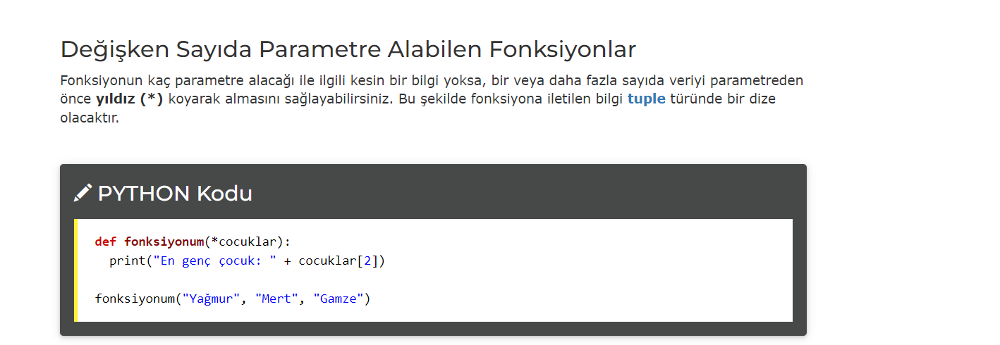 Değişken Sayıda Parametre Alabilen Fonksiyonlar
Fonksiyonun kaç parametre alacağı ile ilgili kesin bir bilgi yoksa, bir veya daha fazla sayıda veriyi parametreden
önce yıldız (*) koyarak almasını sağlayabilirsiniz. Bu şekilde fonksiyona iletilen bilgi tuple türünde bir dize
olacaktır.
PYTHON Kodu
def fonksiyonum(*cocuklar):
  print("En genç çocuk: " + cocuklar[2])
fonksiyonum("Yağmur", "Mert", "Gamze")